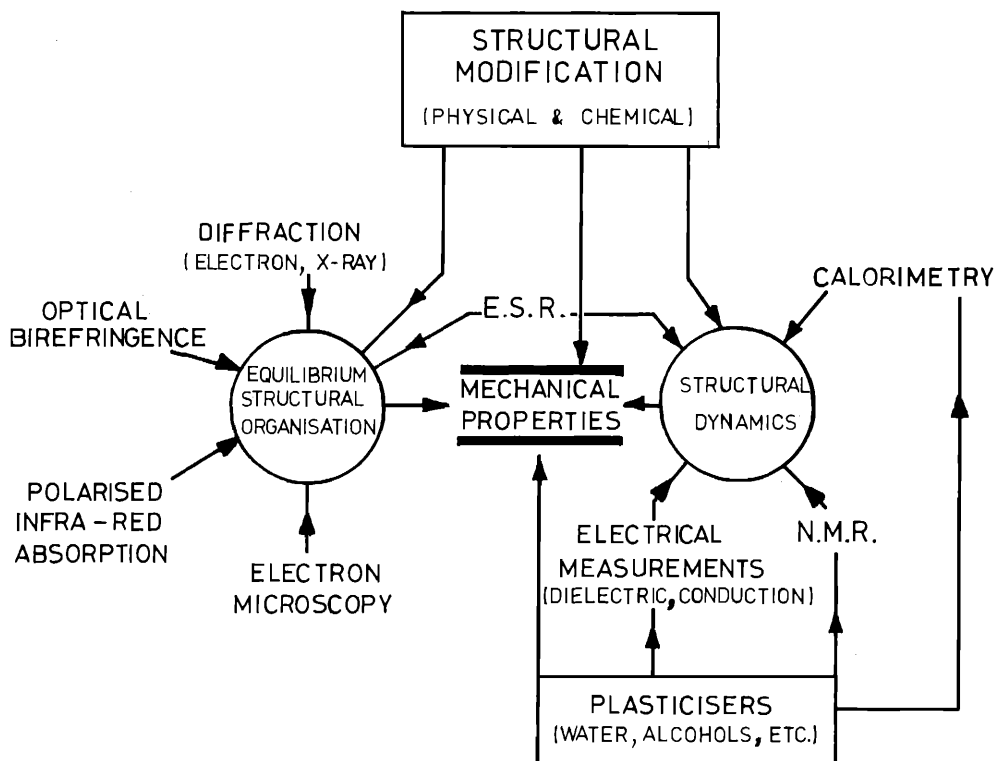 STRUCTURAL
MODIFICATION
(PHYSICAL & CHEMICAL)
DIFFRACTION
(ELECTRON, X-RAY)
CALORIMETRY
OPTICAL
BIREFRINGENCE
E.S.R.
EQUILIBRIUM
STRUCTURAL
ORGANISATION
MECHANICAL
PROPERTIES
STRUCTURAL
DYNAMICS
POLARISED
INFRA-RED
ABSORPTION
ELECTRON
MICROSCOPY
ELECTRICAL
MEASUREMENTS
(DIELECTRIC, CONDUCTION)
N.M.R.
PLASTICISERS
(WATER, ALCOHOLS, ETC.)